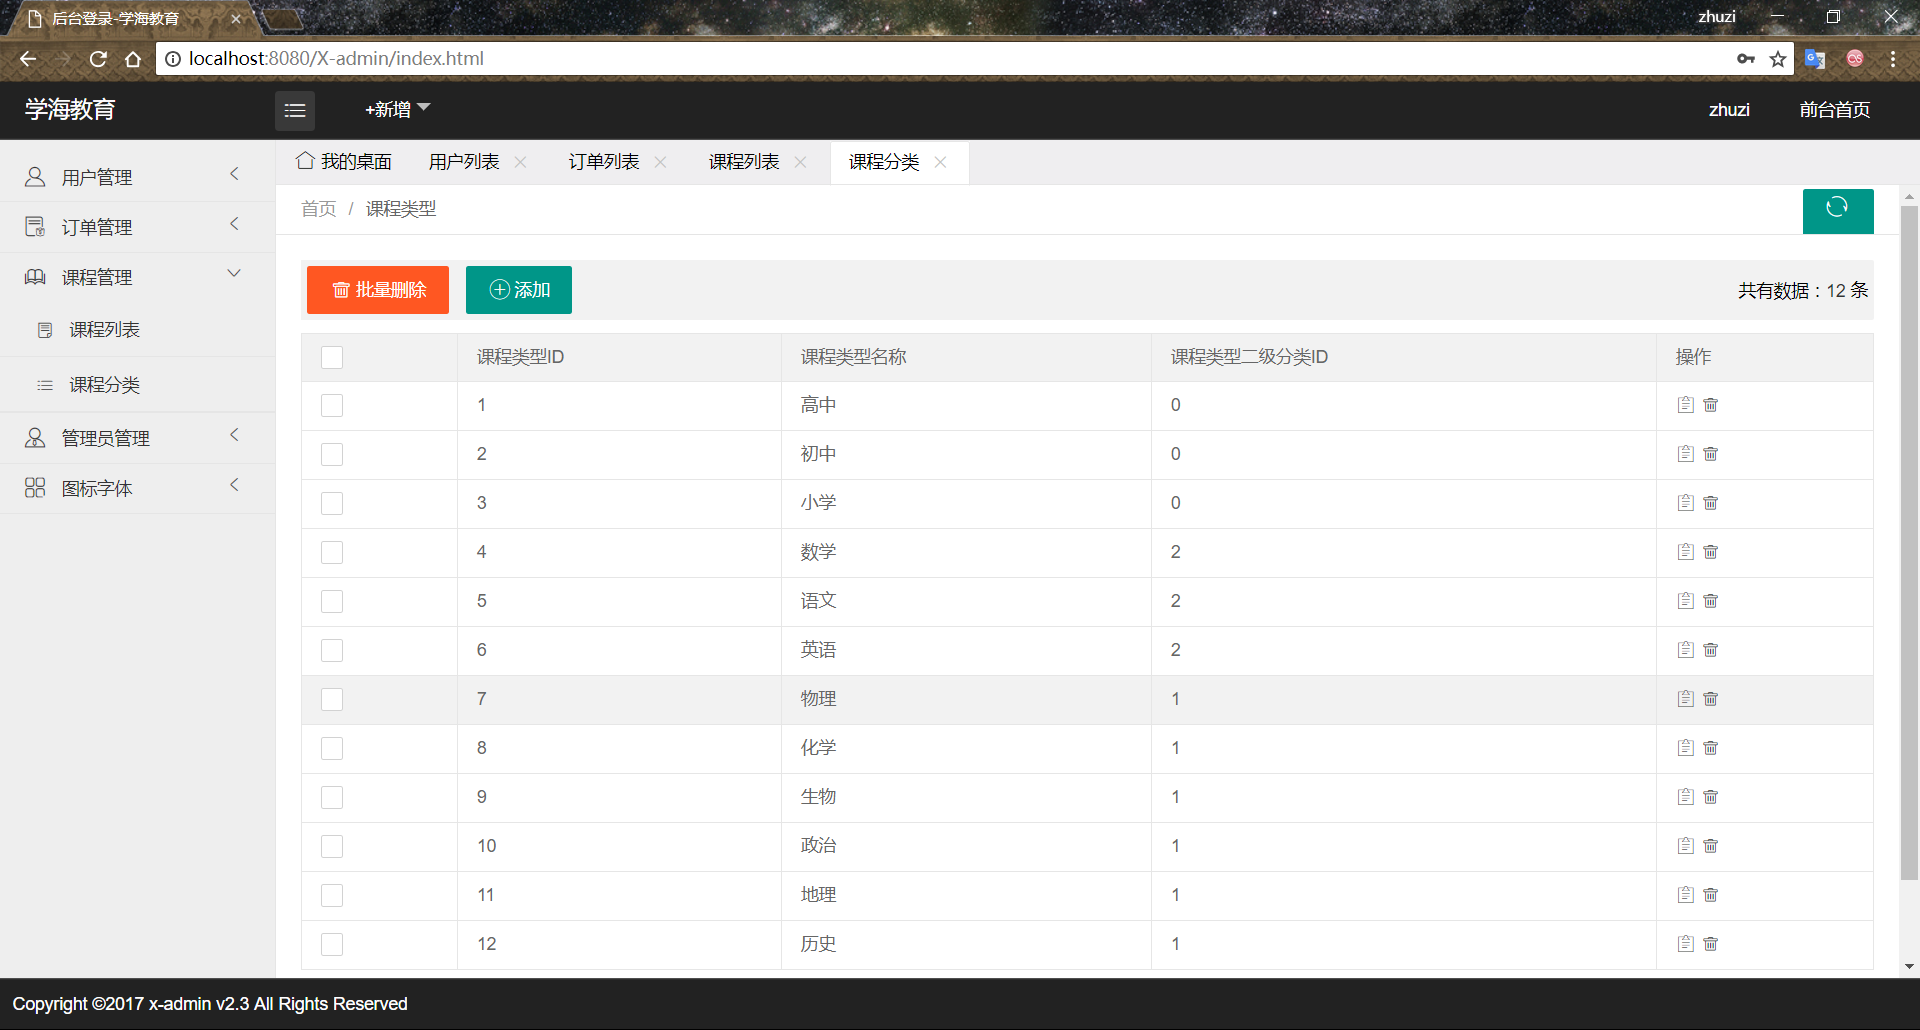 后台登录-学海教育
zhuzi
localhost:8080/X-admin/index.html
学海教育
+新增
zhuzi
前台首页
用户管理
订单管理
课程管理
课程列表
课程分类
管理员管理
图标字体
我的桌面 用户列表 订单列表 课程列表 课程分类
首页 / 课程类型
批量删除 添加 共有数据：12 条
课程类型ID 课程类型名称 课程类型二级分类ID 操作
1 高中 0
2 初中 0
3 小学 0
4 数学 2
5 语文 2
6 英语 2
7 物理 1
8 化学 1
9 生物 1
10 政治 1
11 地理 1
12 历史 1
Copyright ©2017 x-admin v2.3 All Rights Reserved